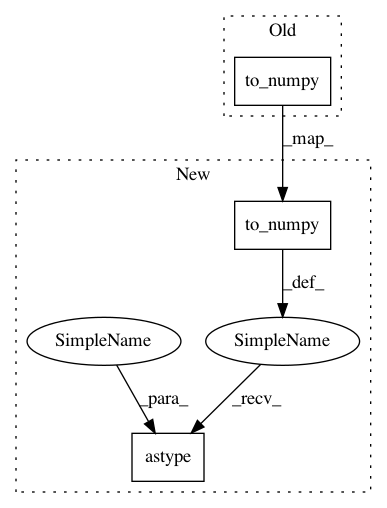 Old
to_numpy
_map_
New
to_numpy
_def_
SimpleName
SimpleName
_para_
_recv_
astype